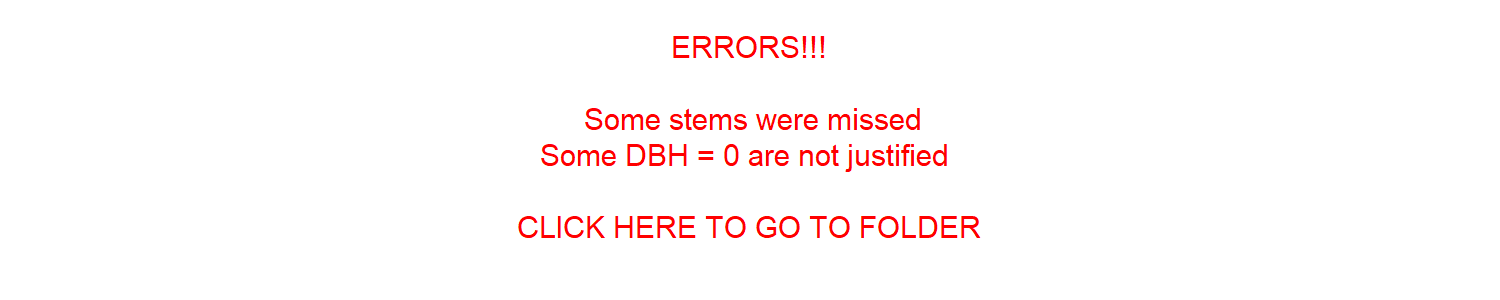 ERRORS!!!
Some stems were missed
Some DBH = 0 are not justified
CLICK HERE TO GO TO FOLDER